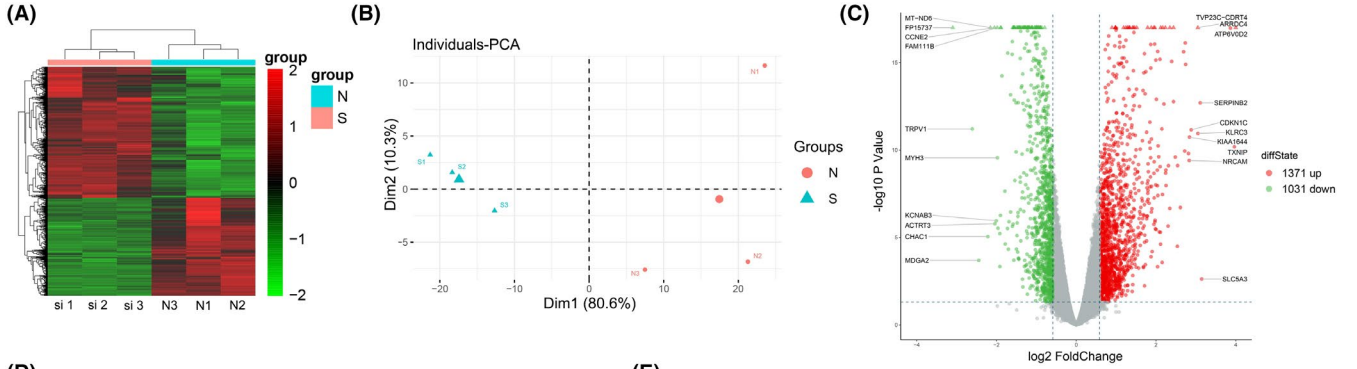 (A)
group
2
1
0
−1
−2
group
N
S
si 1 si 2 si 3 N3 N1 N2
(B)
Individuals-PCA
Dim2 (10.3%)
10
5
0
−5
N1
S1
S2
S3
N2
N3
−20 −10 0 10 20
Dim1 (80.6%)
Groups
N
S
(C)
-log10 P Value
15
10
5
0
MT−ND6
FP15737
CCNE2
FAM111B
TRPV1
MYH3
KCNAB3
ACTRT3
CHAC1
MDGA2
TVP23C−CDRT4
ARRDC4
ATP6V0D2
SERPINB2
CDKN1C
KLRC3
KIAA1644
TXNIP
NRCAM
SLC5A3
−4 −2 0 2 4
log2 FoldChange
diffState
1371 up
1031 down